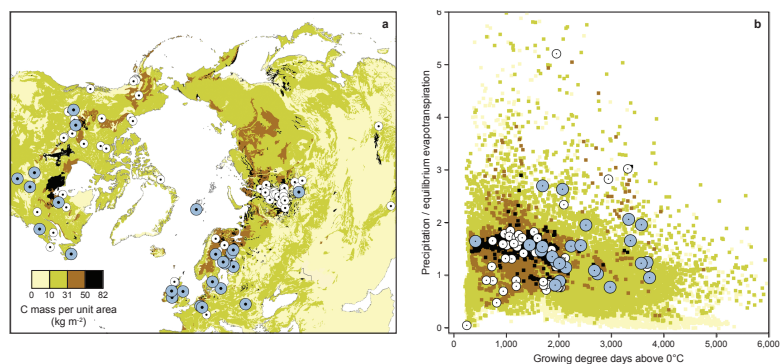 a
0 10 31 50 82
C mass per unit area
(kg m⁻²)
b
6
5
4
3
2
1
0
Precipitation / equilibrium evapotranspiration
0 1,000 2,000 3,000 4,000 5,000 6,000
Growing degree days above 0°C